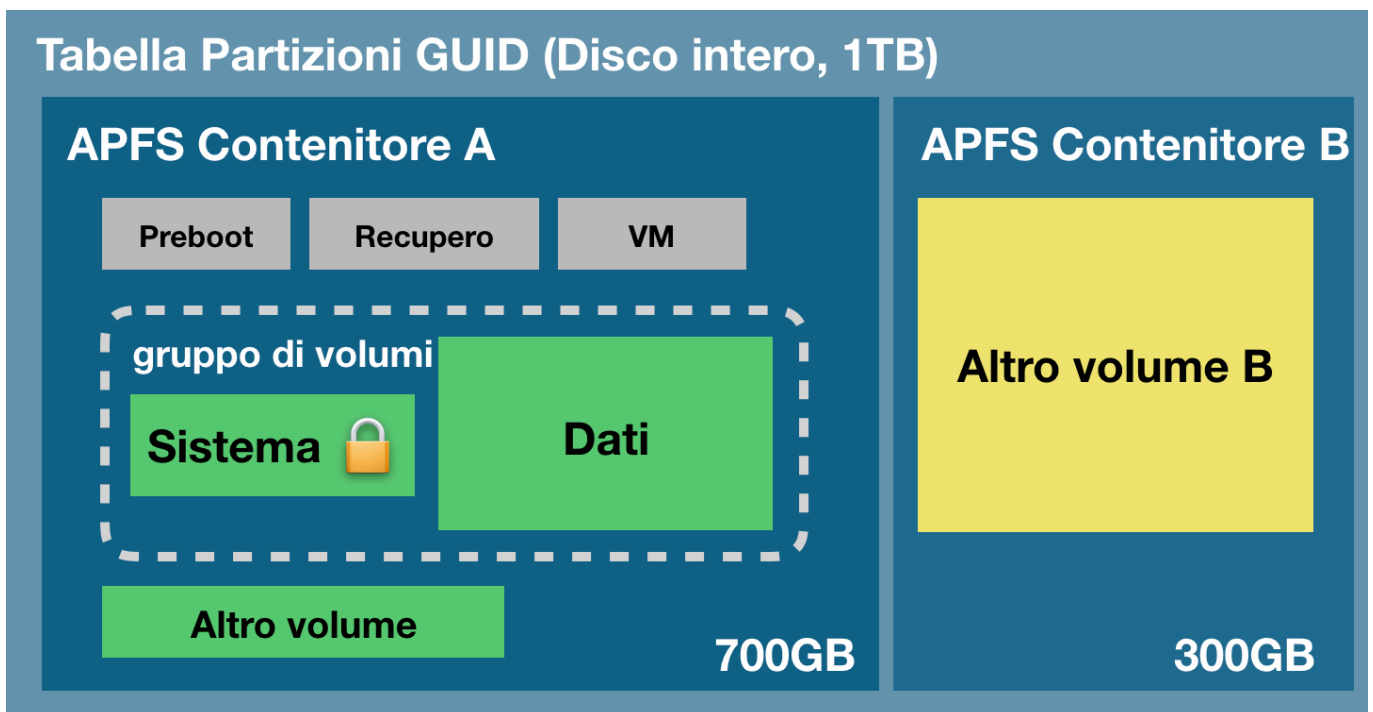 Tabella Partizioni GUID (Disco intero, 1TB)
APFS Contenitore A
Preboot
Recupero
VM
gruppo di volumi
Sistema
Dati
Altro volume
700GB
APFS Contenitore B
Altro volume B
300GB